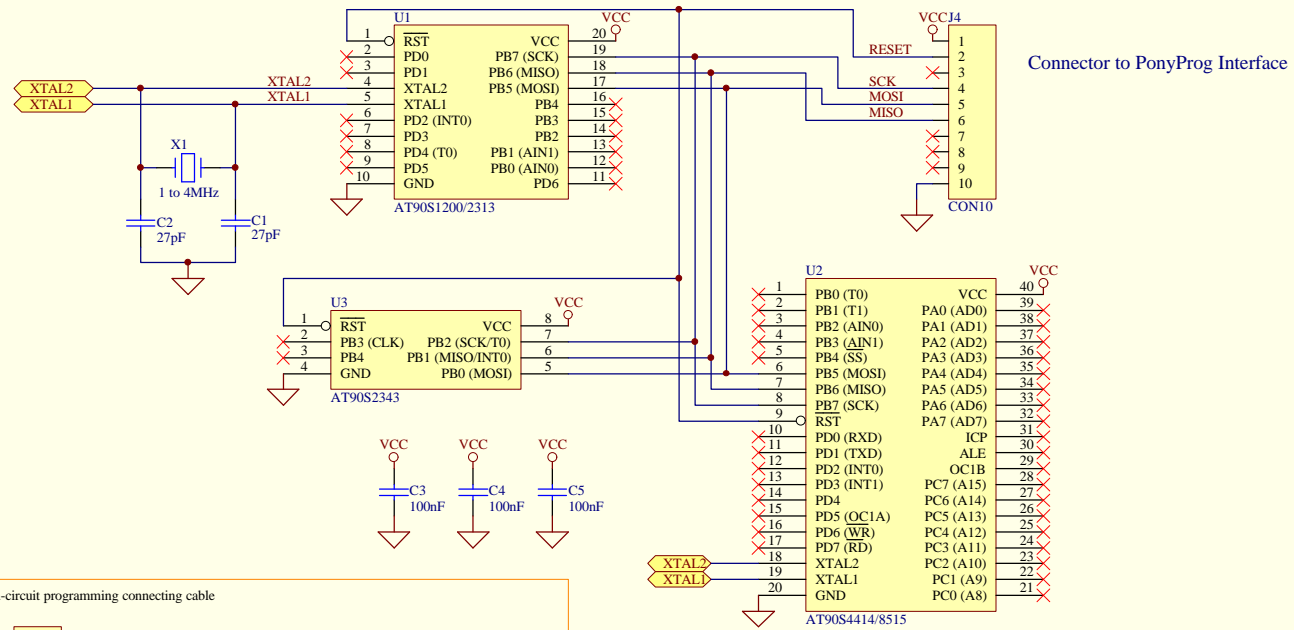 U1
1 RST
2 PD0
3 PD1
4 XTAL2
5 XTAL1
6 PD2 (INT0)
7 PD3
8 PD4 (T0)
9 PD5
10 GND
VCC 20
PB7 (SCK) 19
PB6 (MISO) 18
PB5 (MOSI) 17
PB4 16
PB3 15
PB2 14
PB1 (AIN1) 13
PB0 (AIN0) 12
PD6 11
AT90S1200/2313
VCC
XTAL2
XTAL1
XTAL2
XTAL1
X1
1 to 4MHz
C2
27pF
C1
27pF
VCC
J4
1
2
3
4
5
6
7
8
9
10
CON10
RESET
SCK
MOSI
MISO
Connector to PonyProg Interface
U3
1 RST
2 PB3 (CLK)
3 PB4
4 GND
VCC 8
PB2 (SCK/T0) 7
PB1 (MISO/INT0) 6
PB0 (MOSI) 5
AT90S2343
VCC
VCC
C3
100nF
VCC
C4
100nF
VCC
C5
100nF
U2
1 PB0 (T0)
2 PB1 (T1)
3 PB2 (AIN0)
4 PB3 (AIN1)
5 PB4 (SS)
6 PB5 (MOSI)
7 PB6 (MISO)
8 PB7 (SCK)
9 RST
10 PD0 (RXD)
11 PD1 (TXD)
12 PD2 (INT0)
13 PD3 (INT1)
14 PD4
15 PD5 (OC1A)
16 PD6 (WR)
17 PD7 (RD)
18 XTAL2
19 XTAL1
20 GND
VCC 40
PA0 (AD0) 39
PA1 (AD1) 38
PA2 (AD2) 37
PA3 (AD3) 36
PA4 (AD4) 35
PA5 (AD5) 34
PA6 (AD6) 33
PA7 (AD7) 32
ICP 31
ALE 30
OC1B 29
PC7 (A15) 28
PC6 (A14) 27
PC5 (A13) 26
PC4 (A12) 25
PC3 (A11) 24
PC2 (A10) 23
PC1 (A9) 22
PC0 (A8) 21
AT90S4414/8515
VCC
XTAL2
XTAL1
-circuit programming connecting cable